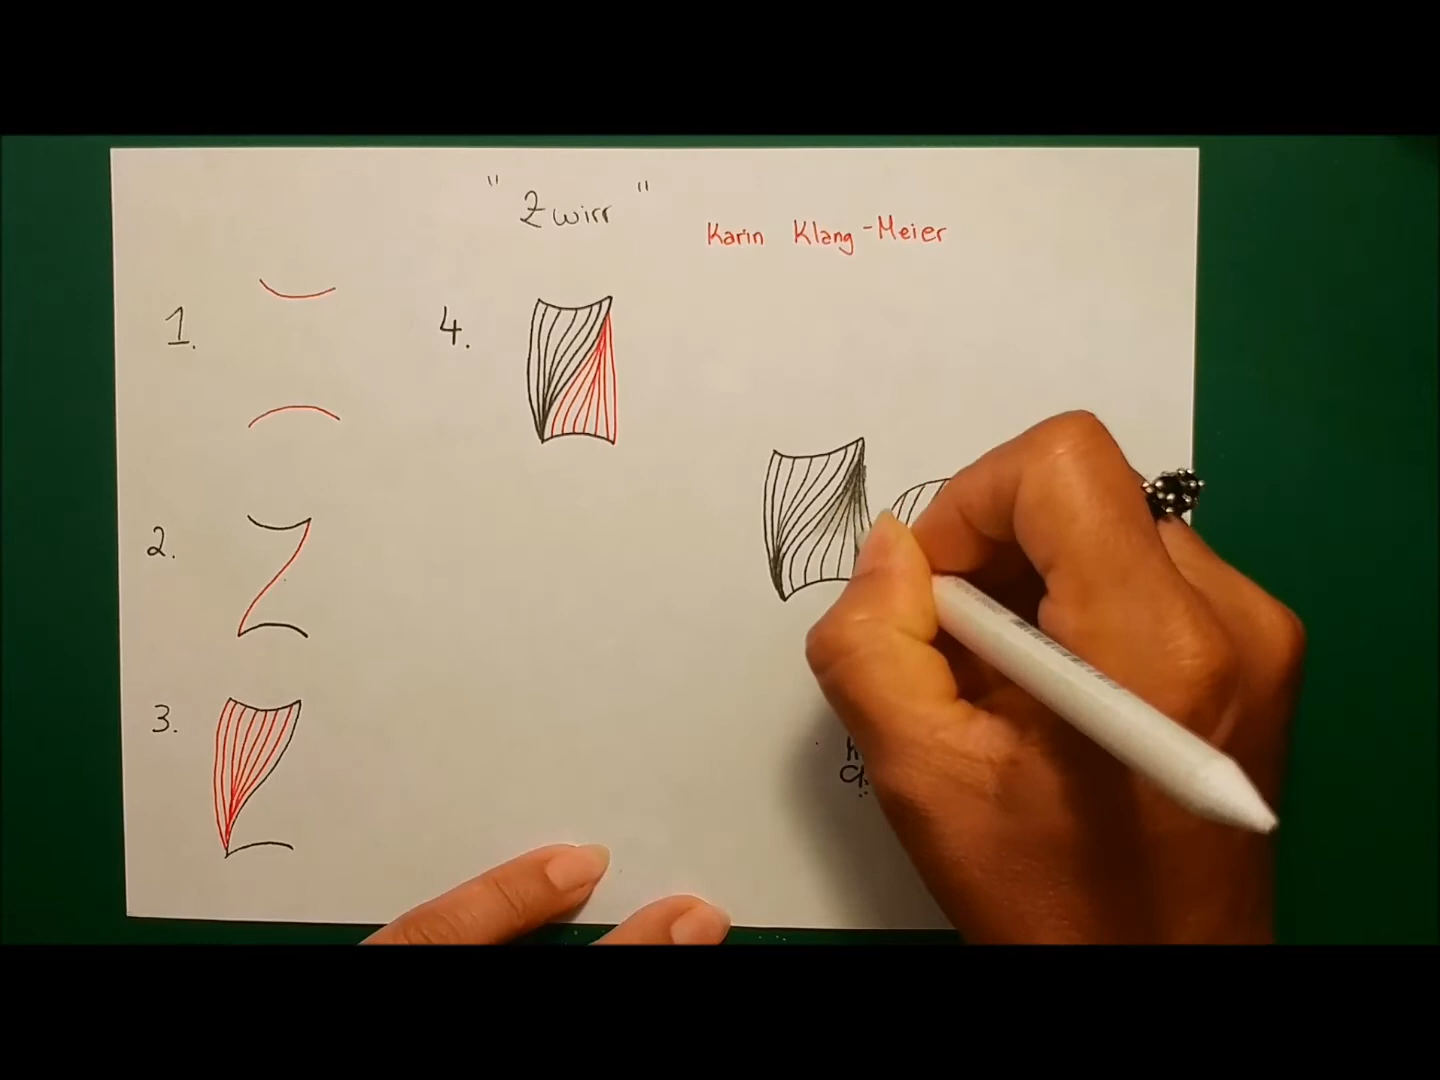 " Zwirr "
Karin Klang-Meier
1.
4.
2.
3.